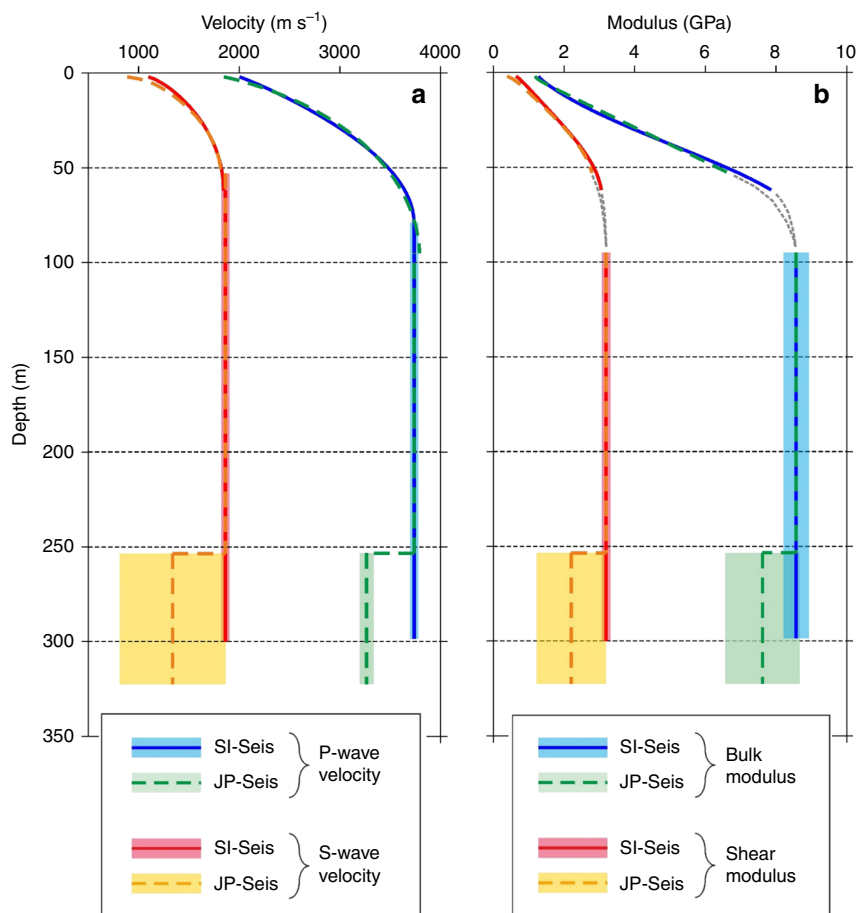 Velocity (m s⁻¹)
1000 2000 3000 4000
Modulus (GPa)
0 2 4 6 8 10
a
b
Depth (m)
0
50
100
150
200
250
300
350
SI-Seis
JP-Seis
P-wave
velocity
SI-Seis
JP-Seis
S-wave
velocity
SI-Seis
JP-Seis
Bulk
modulus
SI-Seis
JP-Seis
Shear
modulus